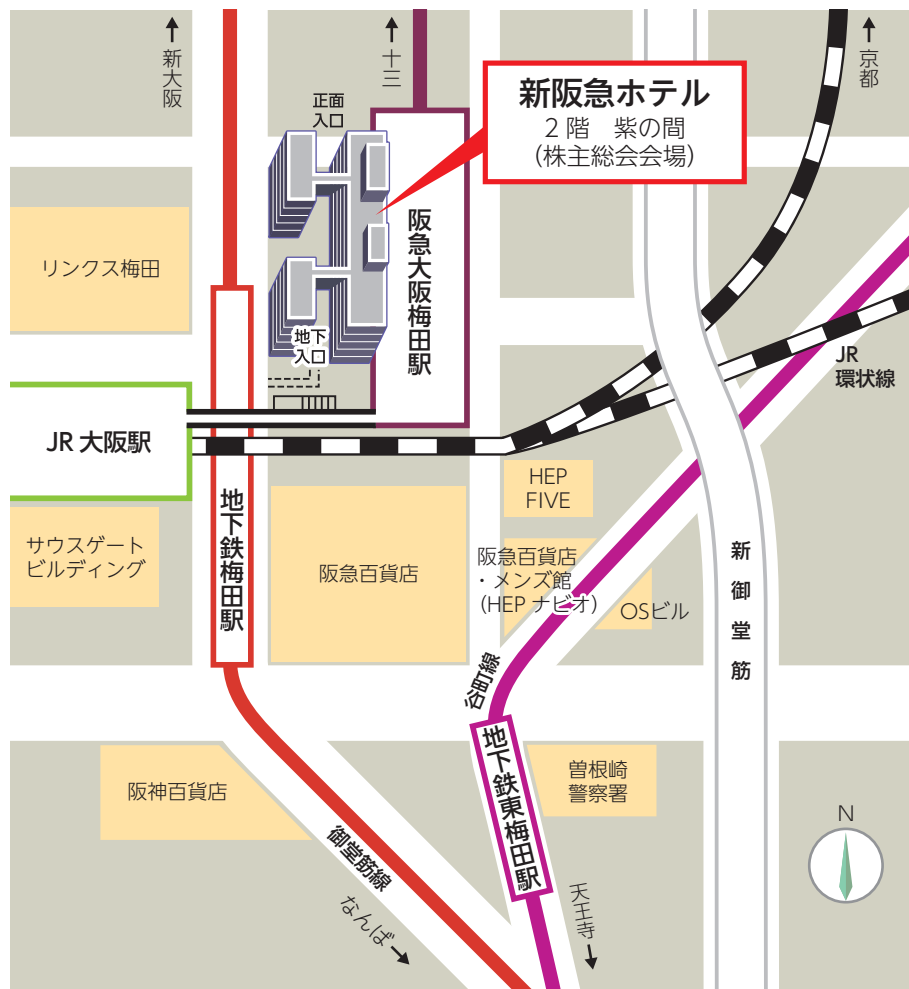 新大阪
十三
京都
正面
入口
新阪急ホテル
2階 紫の間
(株主総会会場)
リンクス梅田
阪急大阪梅田駅
地下
入口
JR
環状線
JR 大阪駅
HEP
FIVE
サウスゲート
ビルディング
地下鉄梅田駅
阪急百貨店
阪急百貨店
・メンズ館
(HEP ナビオ)
OSビル
新御堂筋
谷町線
地下鉄東梅田駅
曽根崎
警察署
阪神百貨店
御堂筋線
なんば
天王寺
N